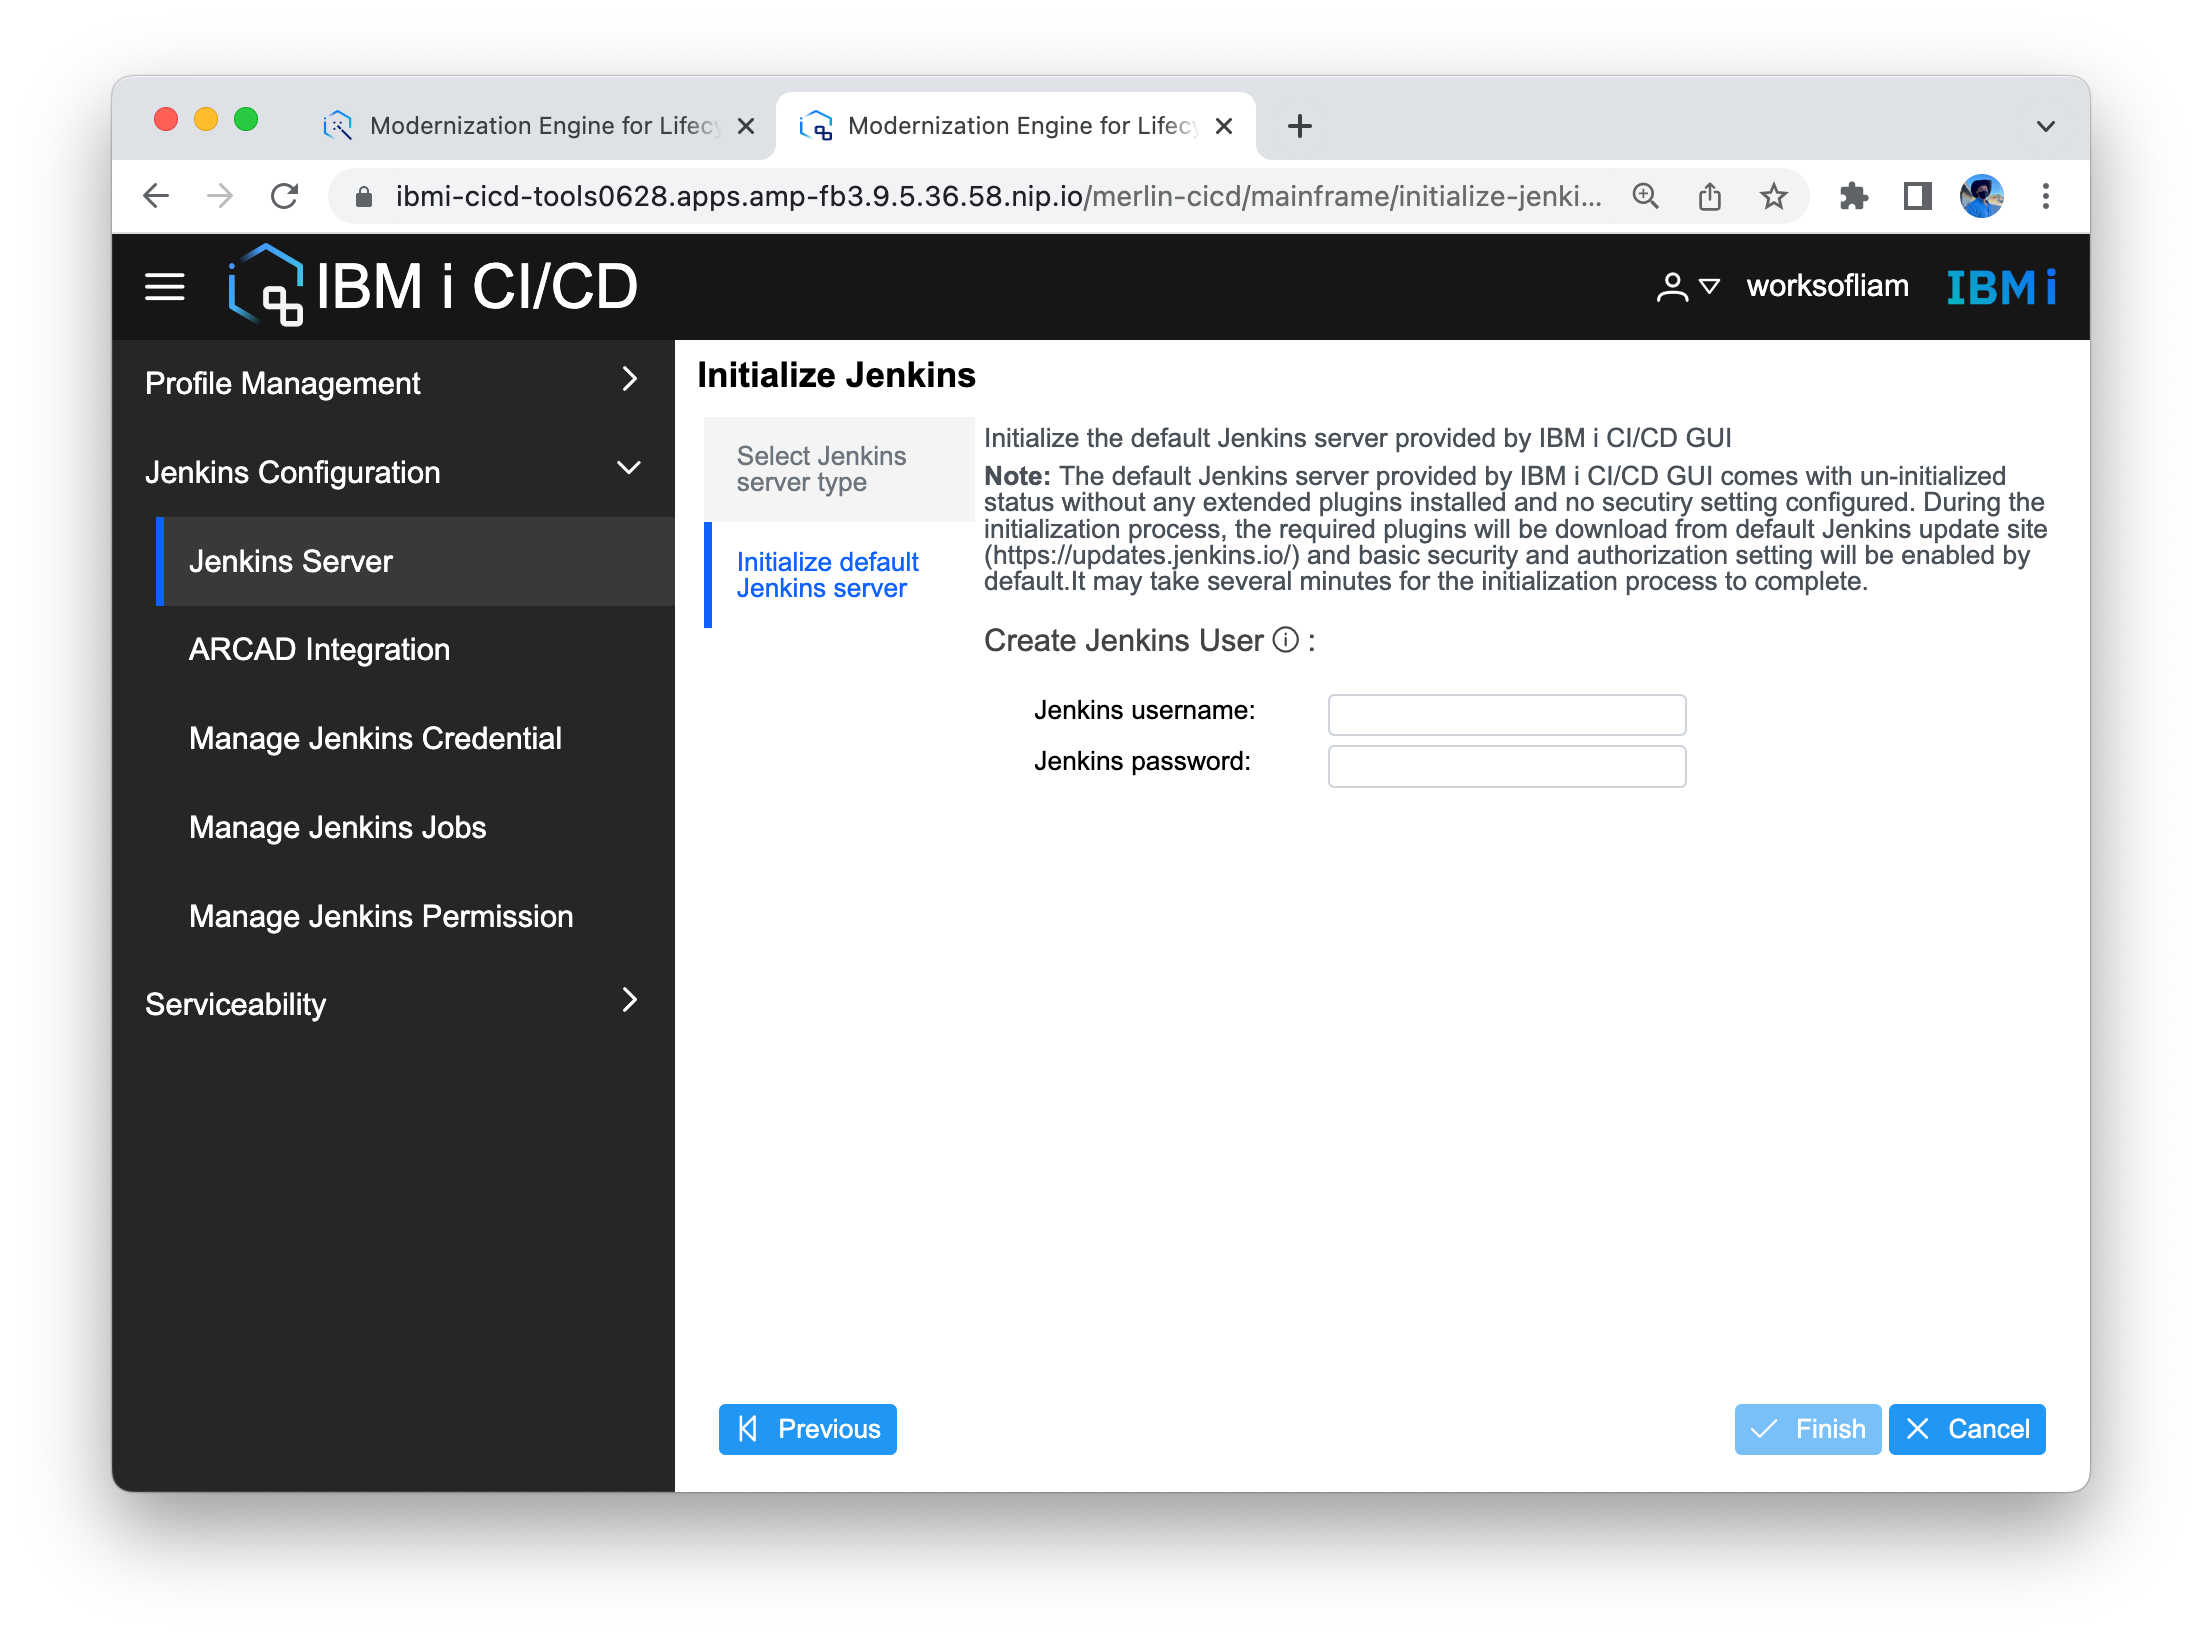 Modernization Engine for Lifecy
Modernization Engine for Lifecy
ibmi-cicd-tools0628.apps.amp-fb3.9.5.36.58.nip.io/merlin-cicd/mainframe/initialize-jenki...
IBM i CI/CD
worksofliam
IBM i
Profile Management
Jenkins Configuration
Jenkins Server
ARCAD Integration
Manage Jenkins Credential
Manage Jenkins Jobs
Manage Jenkins Permission
Serviceability
Initialize Jenkins
Select Jenkins
server type
Initialize default
Jenkins server
Initialize the default Jenkins server provided by IBM i CI/CD GUI
Note: The default Jenkins server provided by IBM i CI/CD GUI comes with un-initialized
status without any extended plugins installed and no secutiry setting configured. During the
initialization process, the required plugins will be download from default Jenkins update site
(https://updates.jenkins.io/) and basic security and authorization setting will be enabled by
default.It may take several minutes for the initialization process to complete.
Create Jenkins User :
Jenkins username:
Jenkins password:
Previous
Finish
Cancel